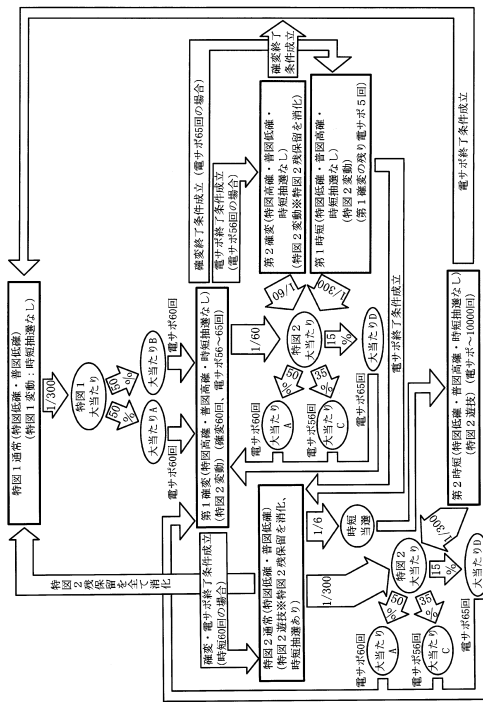 特図1通常(特図低確・普図低確)
(特図1変動:時短抽選なし)
1/300
特図1
大当たり
50
%
50
%
大当たりA
大当たりB
電サポ60回
電サポ60回
第1確変(特図高確・普図高確・時短抽選なし)
(特図2変動) (確変60回、電サポ56~65回)
確変終了条件成立 (電サポ65回の場合)
電サポ終了条件成立
(電サポ56回の場合)
確変終了
条件成立
第2確変(特図高確・普図低確・
時短抽選なし)
(特図2変動※特図2残保留を消化)
第1時短(特図低確・普図高確・
時短抽選なし)
(特図2変動)
(第1確変の残り電サポ5回)
1/60
1/60
1/300
特図2
大当たり
50
%
35
%
15
%
電サポ60回
大当たり
A
電サポ56回
大当たり
C
電サポ65回
大当たりD
電サポ終了条件成立
電サポ終了条件成立
特図2残保留を全て消化
確変・電サポ終了条件成立
(時短60回の場合)
特図2通常(特図低確・普図低確)
(特図2遊技※特図2残保留を消化、
時短抽選あり)
1/6
時短
当選
1/300
第2時短(特図低確・普図高確・時短抽選なし)
(特図2遊技) (電サポ~10000回)
1/300
特図2
大当たり
50
%
35
%
15
%
電サポ60回
大当たり
A
電サポ56回
大当たり
C
電サポ65回
大当たりD